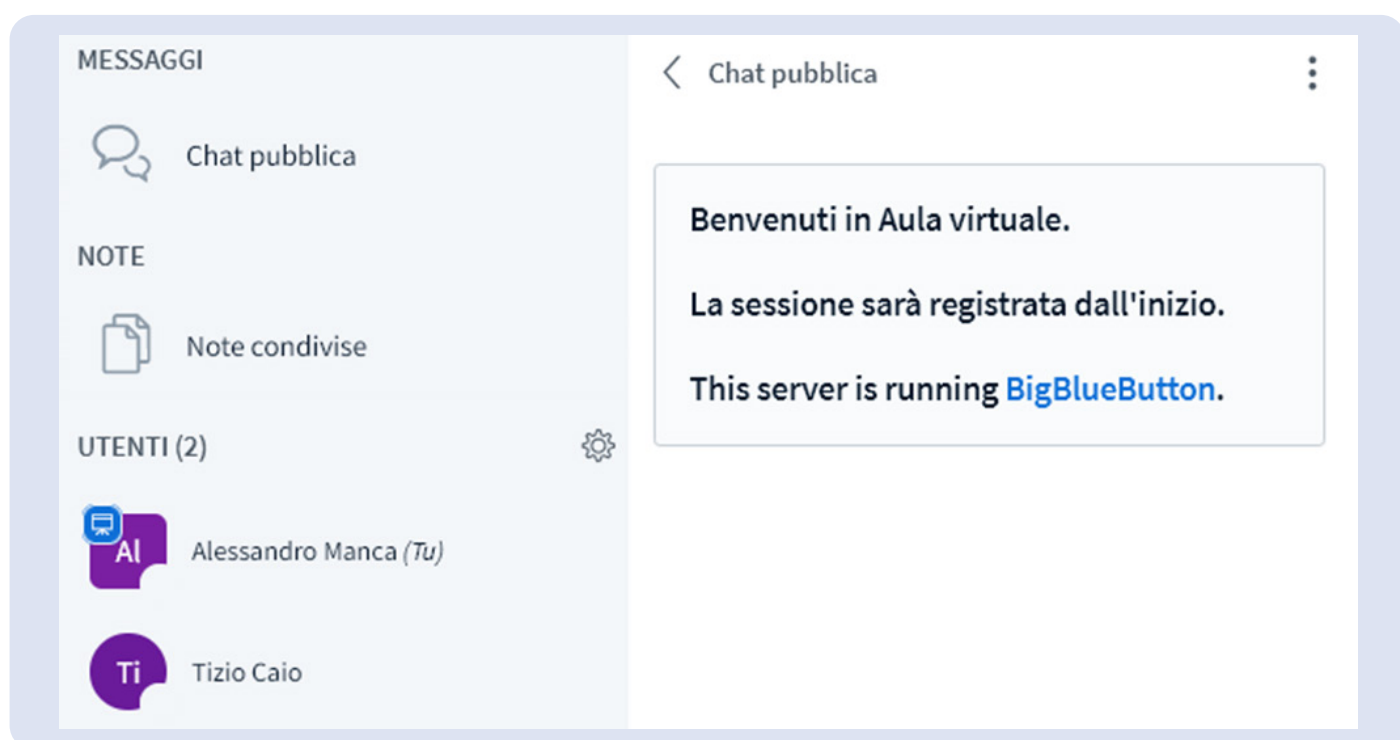 MESSAGGI
Chat pubblica
NOTE
Note condivise
UTENTI (2)
Al
Alessandro Manca (Tu)
Ti
Tizio Caio
Chat pubblica
Benvenuti in Aula virtuale.
La sessione sarà registrata dall'inizio.
This server is running BigBlueButton.